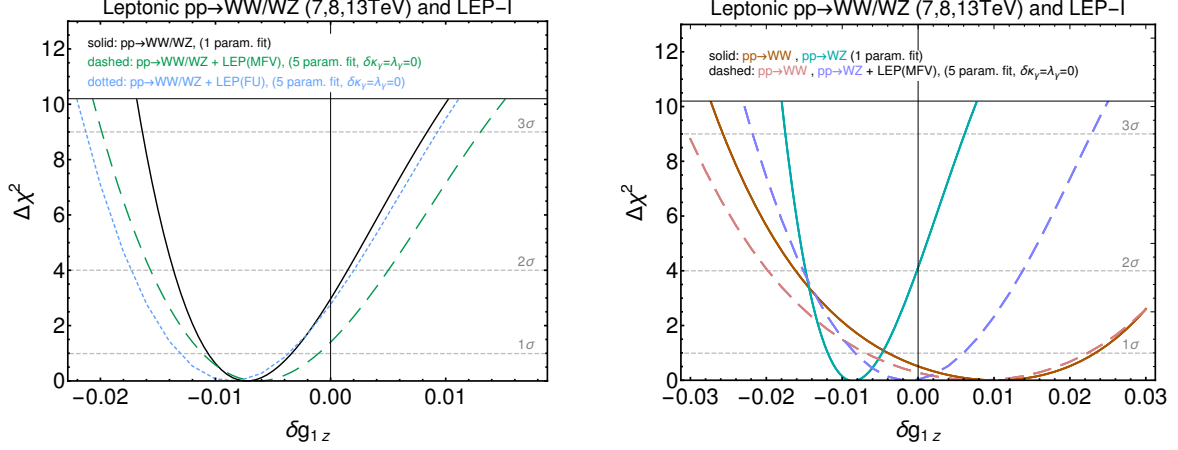 Leptonic pp→WW/WZ (7,8,13TeV) and LEP-I
solid: pp→WW/WZ, (1 param. fit)
dashed: pp→WW/WZ + LEP(MFV), (5 param. fit, δκγ=λγ=0)
dotted: pp→WW/WZ + LEP(FU), (5 param. fit, δκγ=λγ=0)
12
10
8
6
4
2
0
3σ
2σ
1σ
Δχ²
-0.02
-0.01
0.00
0.01
δg1z
Leptonic pp→WW/WZ (7,8,13TeV) and LEP-I
solid: pp→WW , pp→WZ (1 param. fit)
dashed: pp→WW , pp→WZ + LEP(MFV), (5 param. fit, δκγ=λγ=0)
12
10
8
6
4
2
0
3σ
2σ
1σ
Δχ²
-0.03
-0.02
-0.01
0.00
0.01
0.02
0.03
δg1z